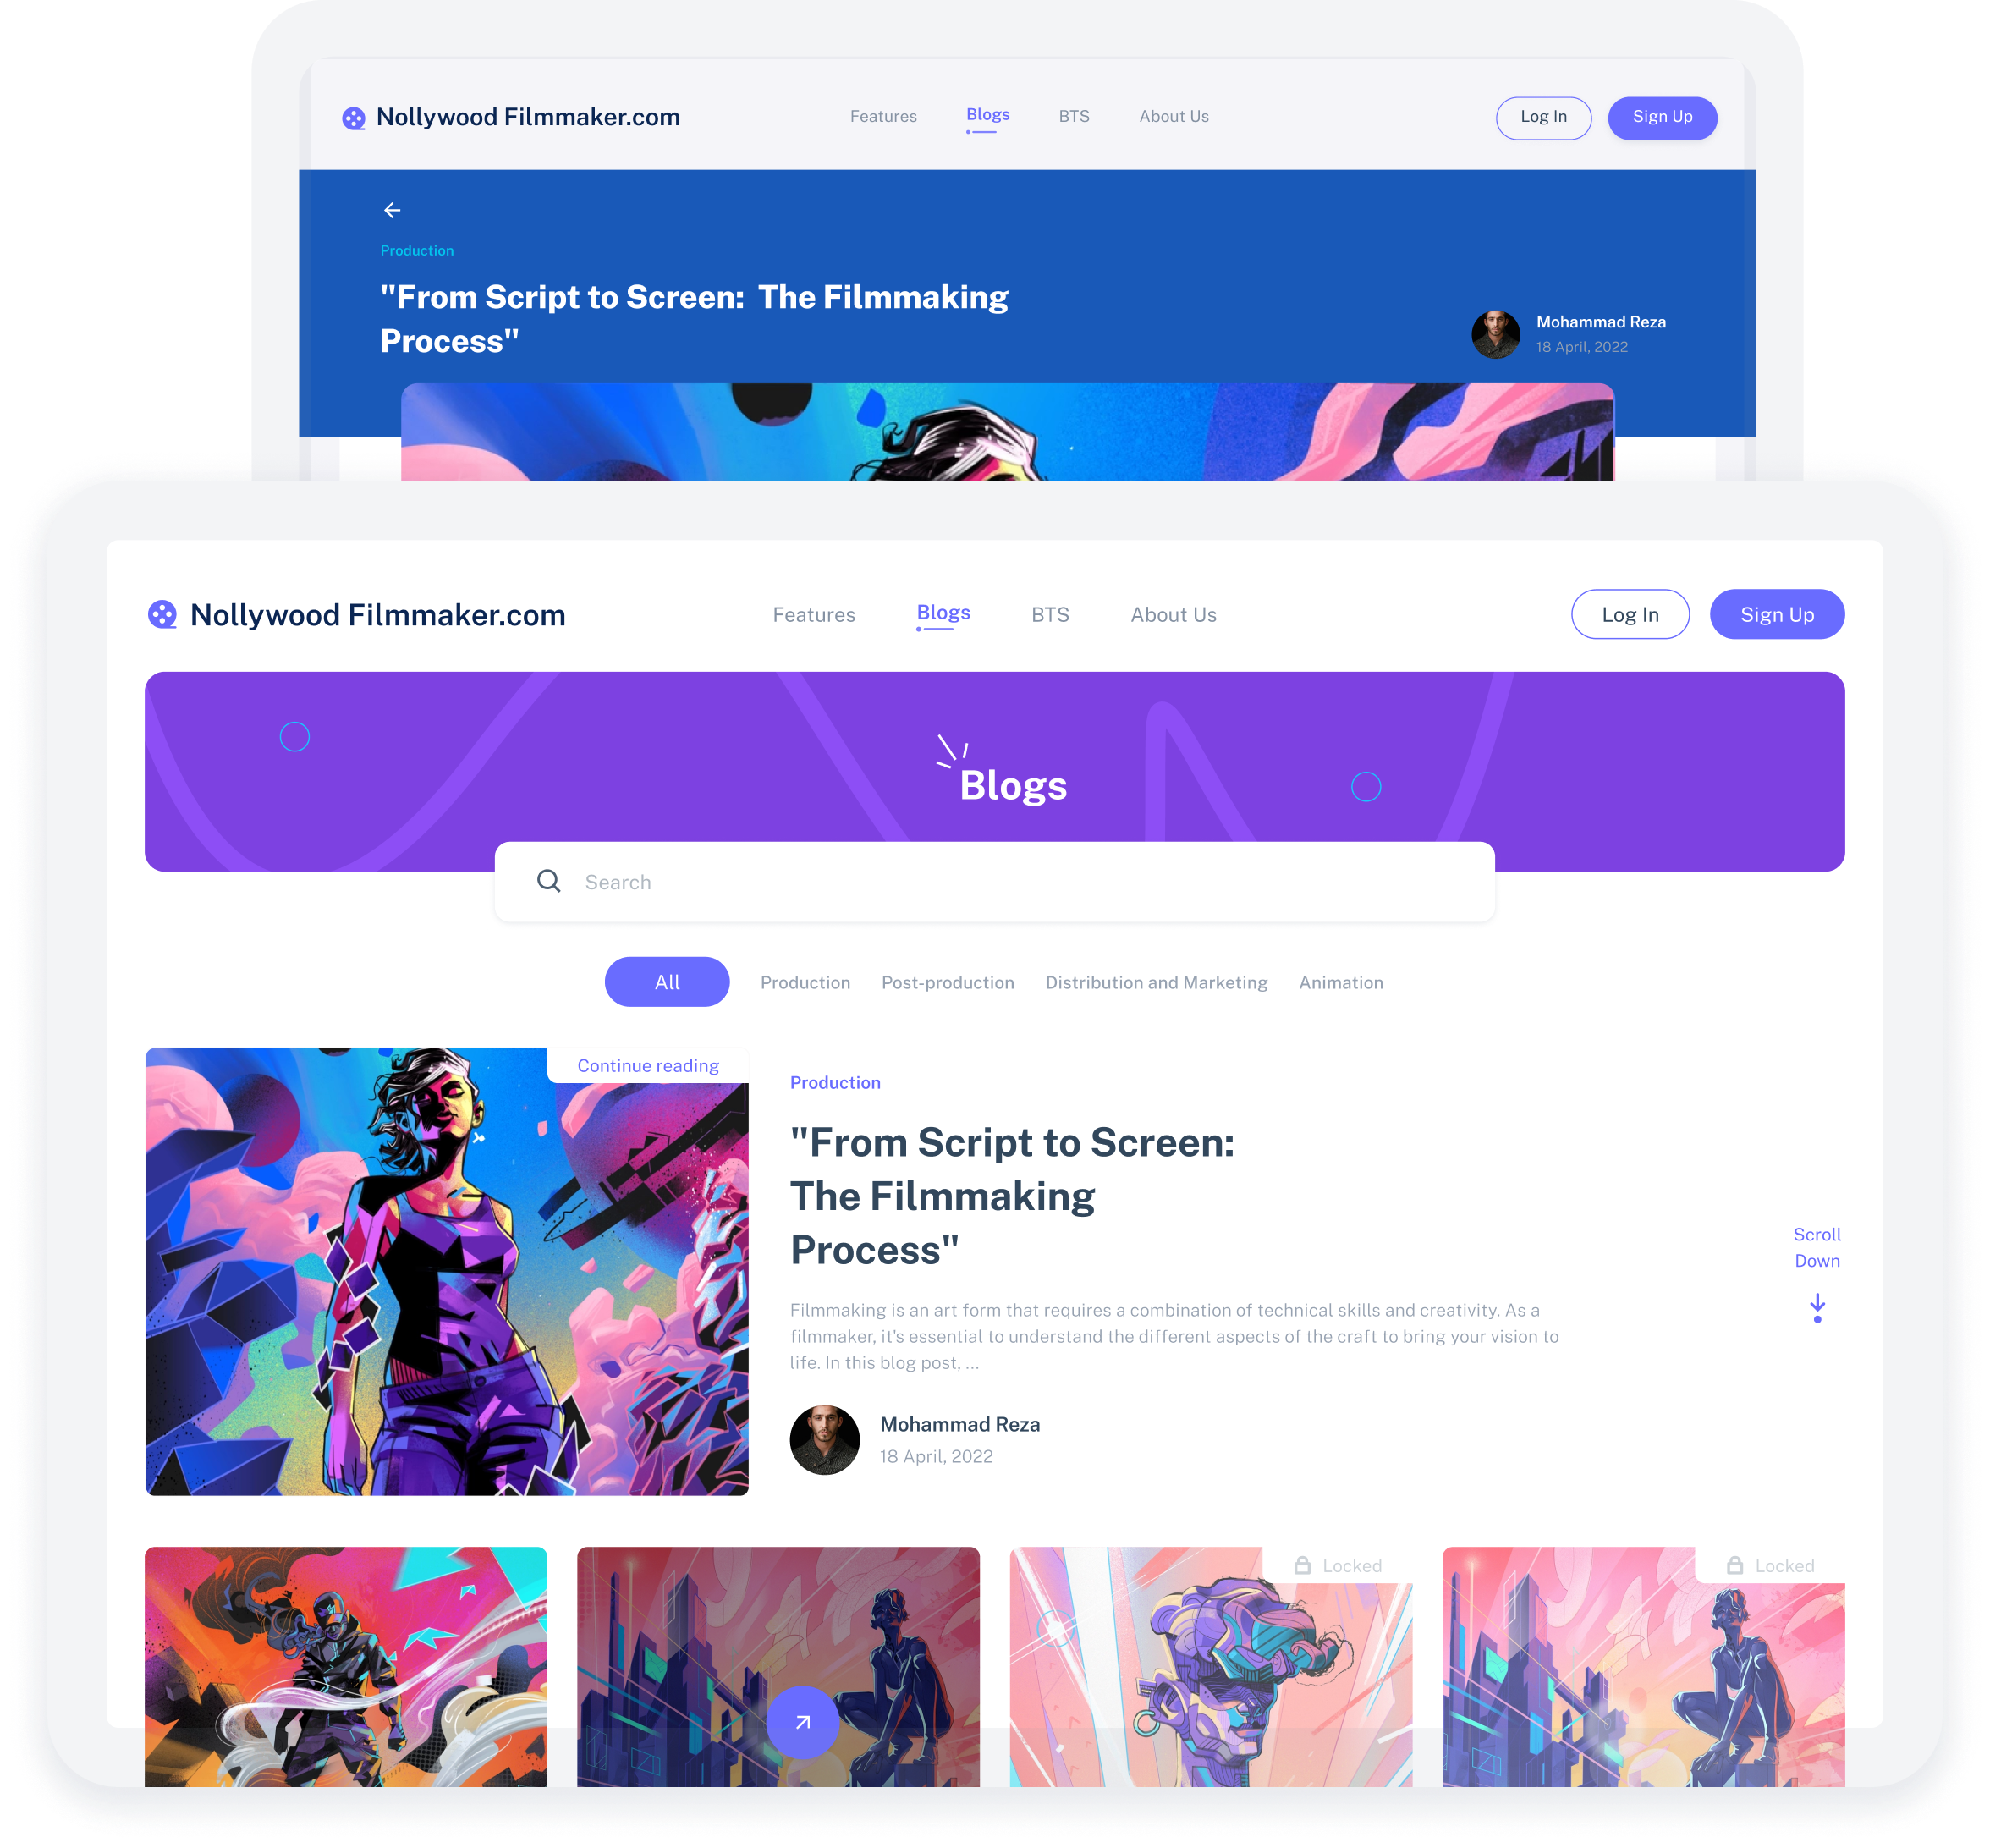 Nollywood Filmmaker.com
Features
Blogs
BTS
About Us
Log In
Sign Up
Production
"From Script to Screen:  The Filmmaking
Process"
Mohammad Reza
18 April, 2022
Nollywood Filmmaker.com
Features
Blogs
BTS
About Us
Log In
Sign Up
Blogs
Search
All
Production
Post-production
Distribution and Marketing
Animation
Continue reading
Production
"From Script to Screen:
The Filmmaking
Process"
Filmmaking is an art form that requires a combination of technical skills and creativity. As a
filmmaker, it's essential to understand the different aspects of the craft to bring your vision to
life. In this blog post, ...
Mohammad Reza
18 April, 2022
Scroll
Down
Locked
Locked